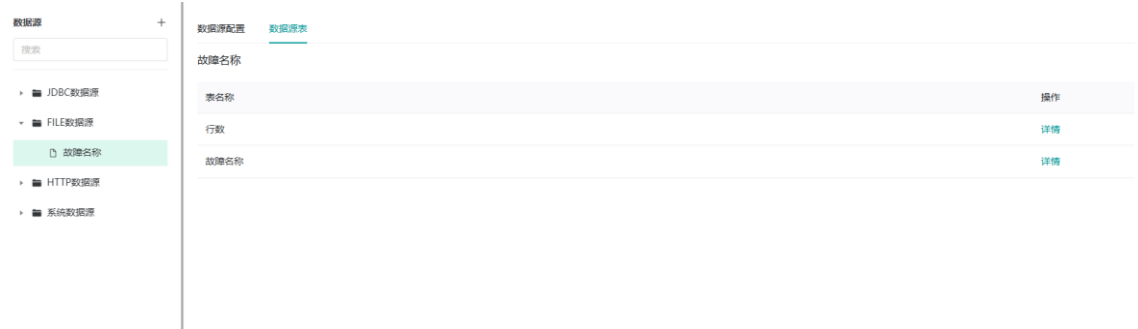 数据源 +
搜索
JDBC数据源
FILE数据源
故障名称
HTTP数据源
系统数据源
数据源配置 数据源表
故障名称
表名称 操作
行数 详情
故障名称 详情